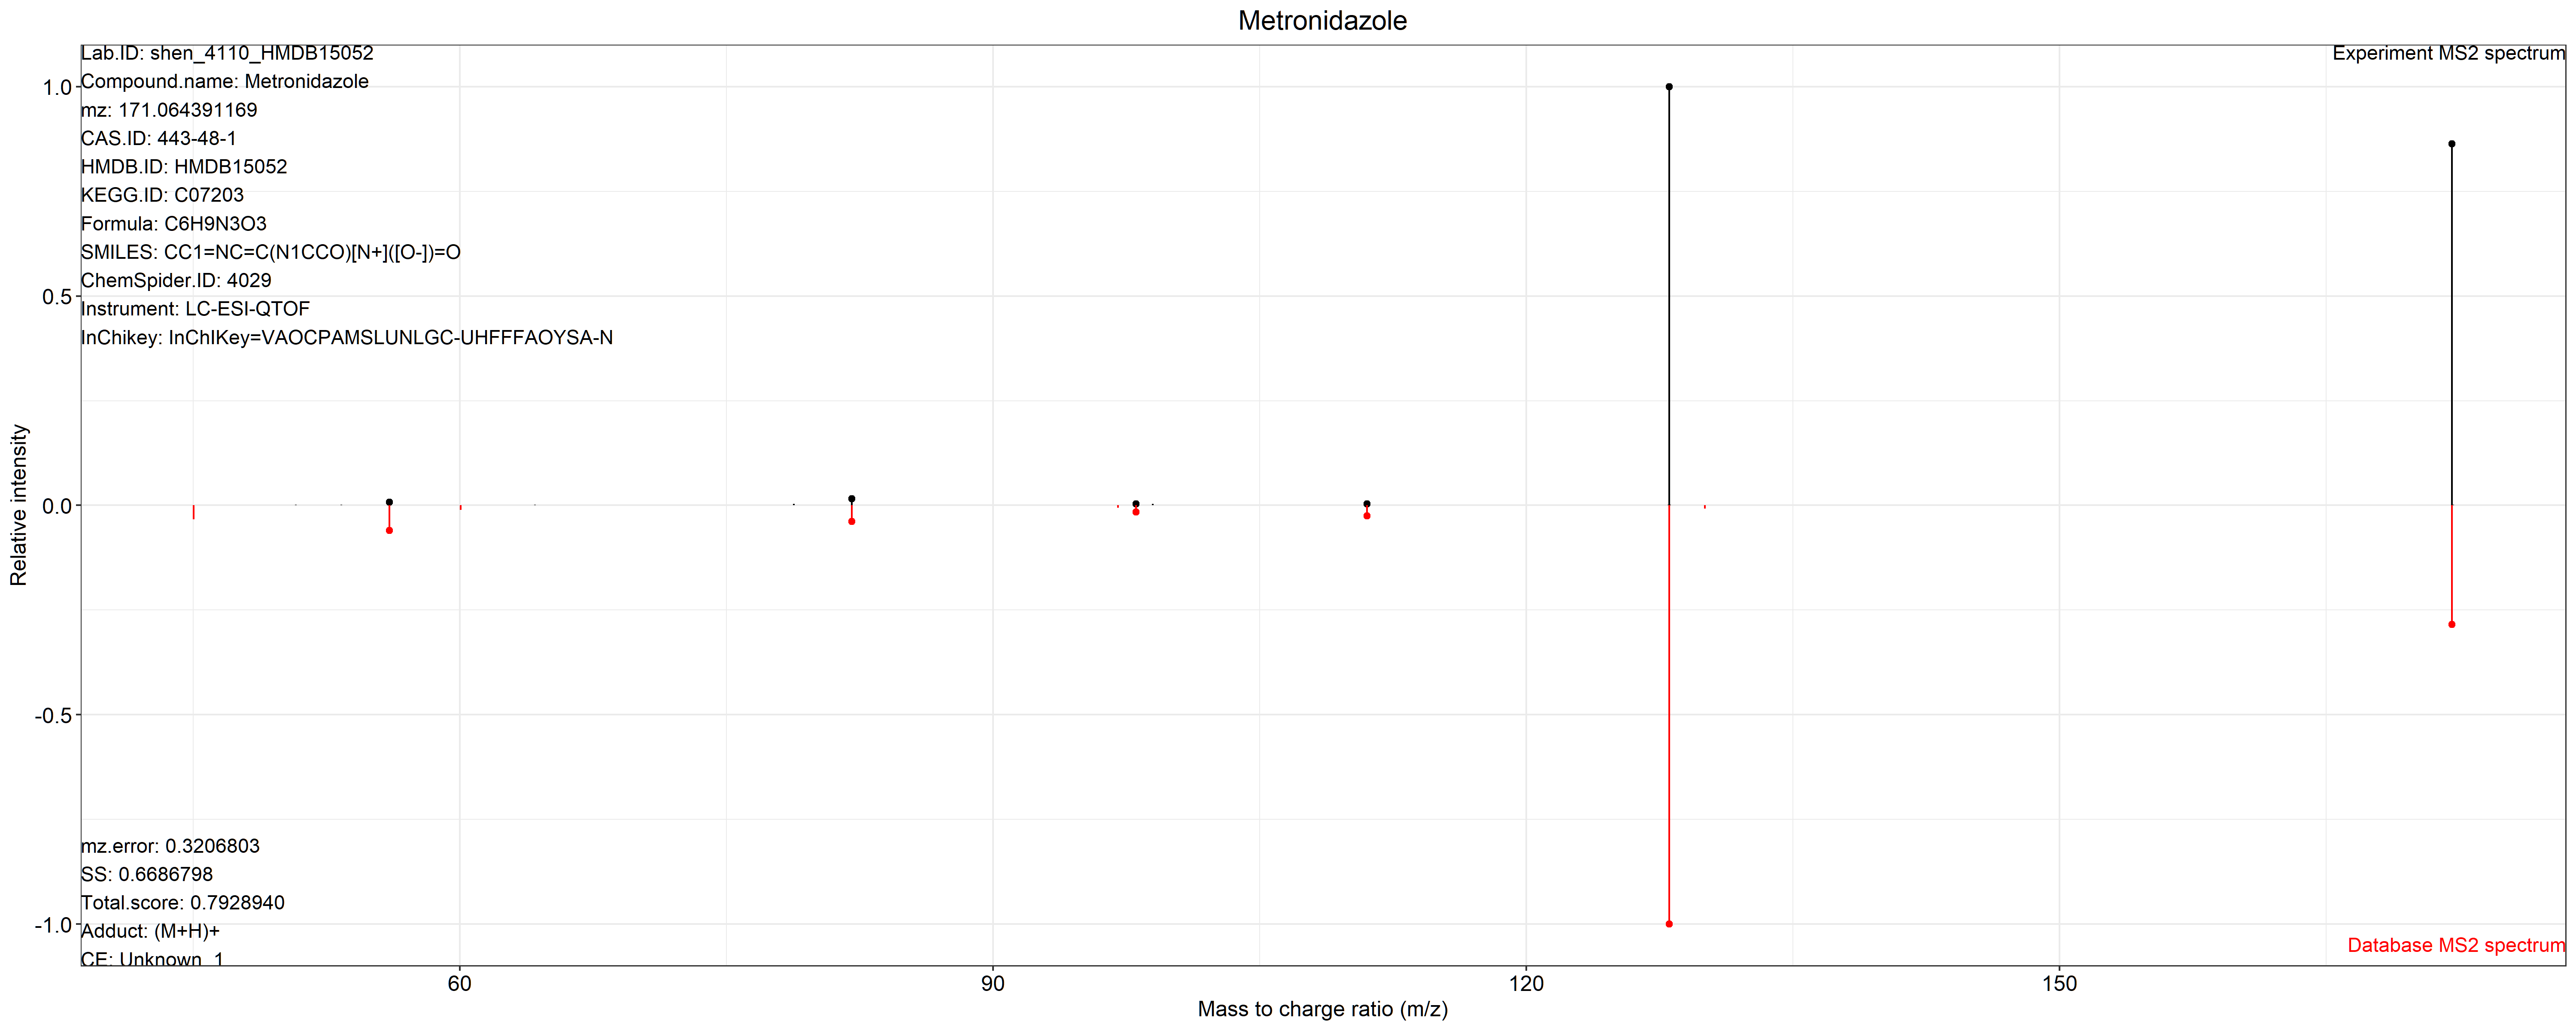 Metronidazole
Lab.ID: shen_4110_HMDB15052
Experiment MS2 spectrum
Compound.name: Metronidazole
mz: 171.064391169
CAS.ID: 443-48-1
HMDB.ID: HMDB15052
KEGG.ID: C07203
Formula: C6H9N3O3
SMILES: CC1=NC=C(N1CCO)[N+]([O-])=O
ChemSpider.ID: 4029
Instrument: LC-ESI-QTOF
InChikey: InChIKey=VAOCPAMSLUNLGC-UHFFFAOYSA-N
1.0
0.5
0.0
-0.5
-1.0
Relative intensity
mz.error: 0.3206803
SS: 0.6686798
Total.score: 0.7928940
Adduct: (M+H)+
CE: Unknown_1
Database MS2 spectrum
60 90 120 150
Mass to charge ratio (m/z)